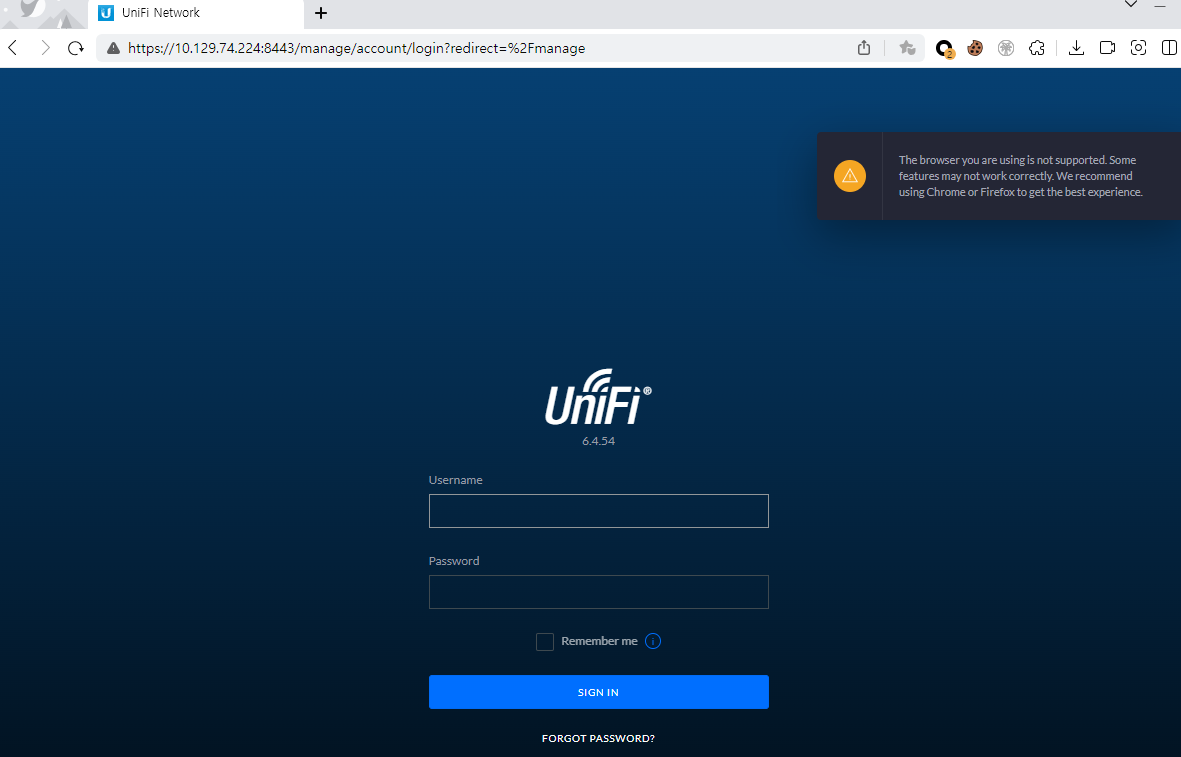 UniFi Network
https://10.129.74.224:8443/manage/account/login?redirect=%2Fmanage
2
The browser you are using is not supported. Some
features may not work correctly. We recommend
using Chrome or Firefox to get the best experience.
UniFi®
6.4.54
Username
Password
Remember me
SIGN IN
FORGOT PASSWORD?